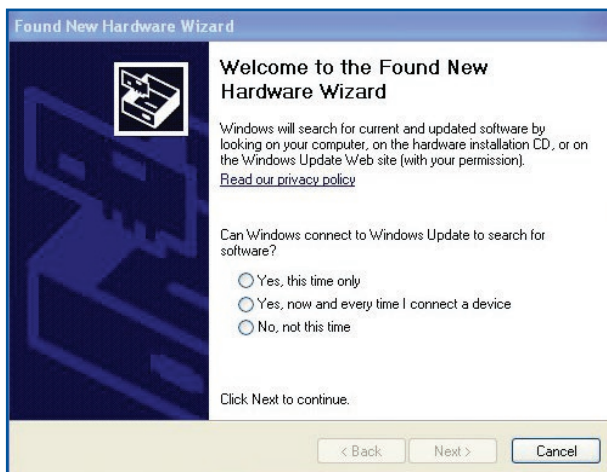 Found New Hardware Wizard
Welcome to the Found New
Hardware Wizard
Windows will search for current and updated software by
looking on your computer, on the hardware installation CD, or on
the Windows Update Web site (with your permission).
Read our privacy policy
Can Windows connect to Windows Update to search for
software?
Yes, this time only
Yes, now and every time I connect a device
No, not this time
Click Next to continue.
< Back
Next >
Cancel